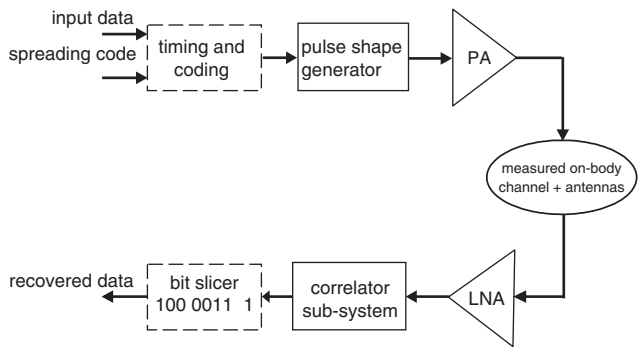 input data
spreading code
timing and
coding
pulse shape
generator
PA
measured on-body
channel + antennas
LNA
correlator
sub-system
bit slicer
100 0011 1
recovered data